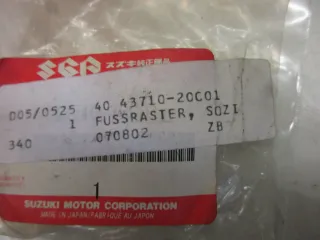 SGP スズキ純正部品
D05/0525 40 43710-20C01
1 FUSSRASTER, SOZI
340 070802 ZB
1
SUZUKI MOTOR CORPORATION
MADE IN JAPAN/FABRIQUÉ AU JAPON